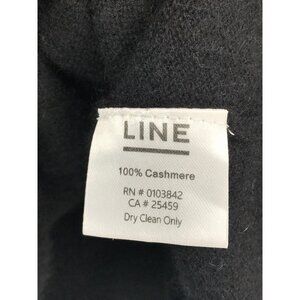 LINE
100% Cashmere
RN # 0103842
CA # 25459
Dry Clean Only